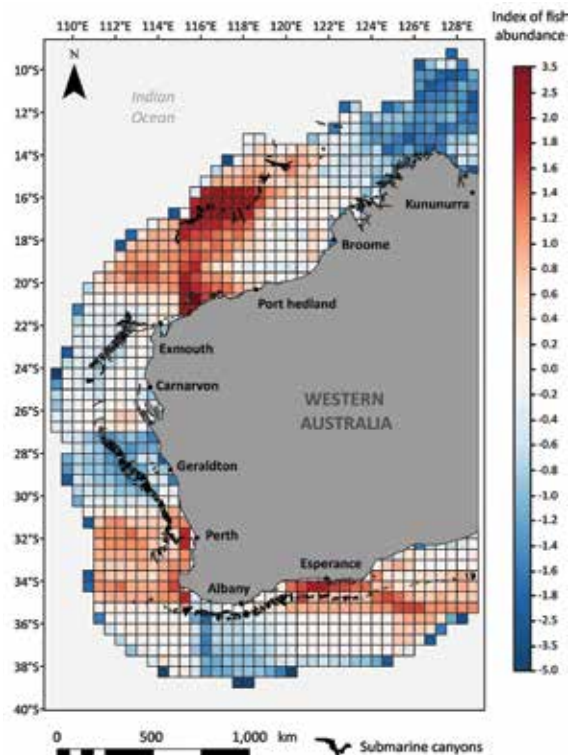 110°E 112°E 114°E 116°E 118°E 120°E 122°E 124°E 126°E 128°E
Index of fish
abundance
N
Indian
Ocean
10°S
12°S
14°S
16°S
18°S
20°S
22°S
24°S
26°S
28°S
30°S
32°S
34°S
36°S
38°S
40°S
Kununurra
Broome
Port hedland
Exmouth
Carnarvon
WESTERN
AUSTRALIA
Geraldton
Perth
Esperance
Albany
3.5
2.5
2.0
1.8
1.6
1.4
1.2
1.0
0.8
0.6
0.4
0.2
0.0
-0.2
-0.4
-0.6
-0.8
-1.0
-1.2
-1.3
-1.4
-1.5
-1.6
-1.8
-2.0
-3.0
-5.0
0 500 1,000 km
Submarine canyons